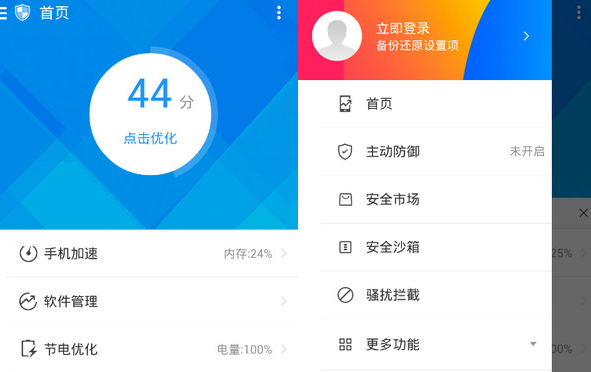 首页
44 分
点击优化
手机加速 内存:24%
软件管理
节电优化 电量:100%
立即登录
备份还原设置项
首页
主动防御 未开启
安全市场
安全沙箱
骚扰拦截
更多功能
25%
00%